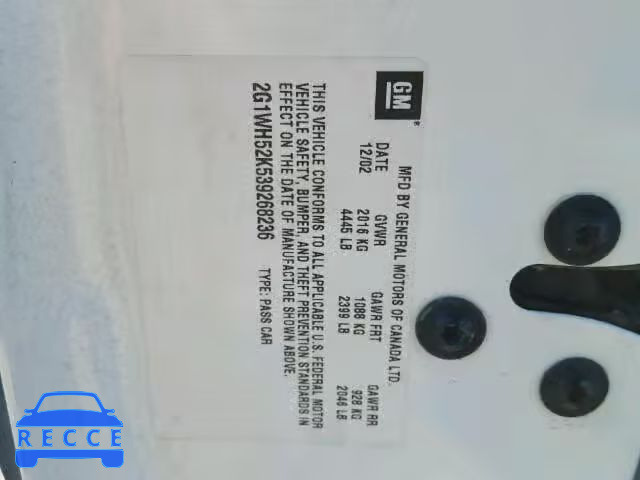 GM
MFD BY GENERAL MOTORS OF CANADA LTD.
DATE GVWR GAWR FRT GAWR RR
12/02 2016 KG 1088 KG 928 KG
4445 LB 2399 LB 2046 LB
THIS VEHICLE CONFORMS TO ALL APPLICABLE U.S. FEDERAL MOTOR
VEHICLE SAFETY, BUMPER, AND THEFT PREVENTION STANDARDS IN
EFFECT ON THE DATE OF MANUFACTURE SHOWN ABOVE.
2G1WH52K539268236 TYPE: PASS CAR
RECCE